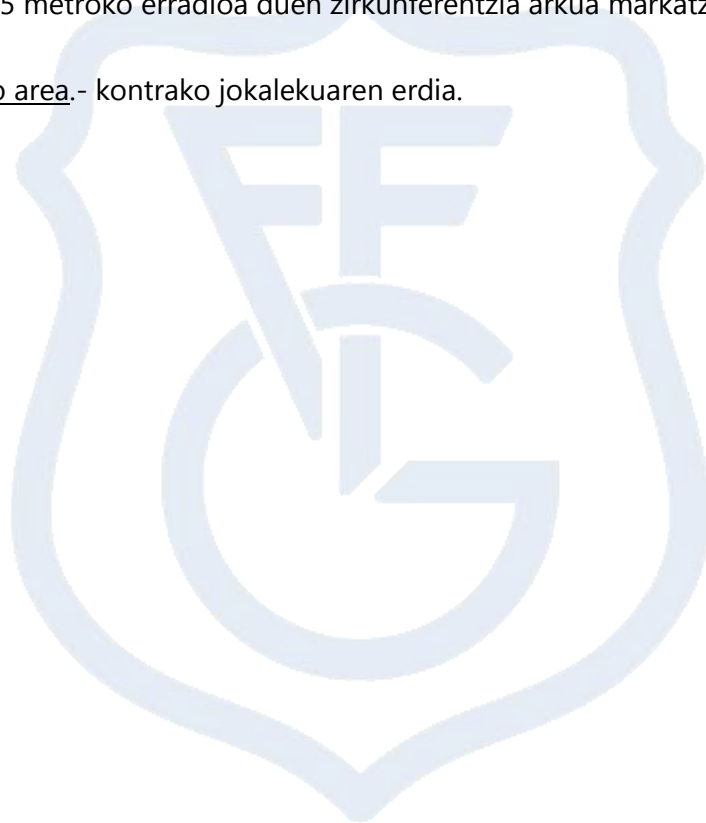 5 metroko erradioa duen zirkunferentzia arkua markatz
o area.- kontrako jokalekuaren erdia.